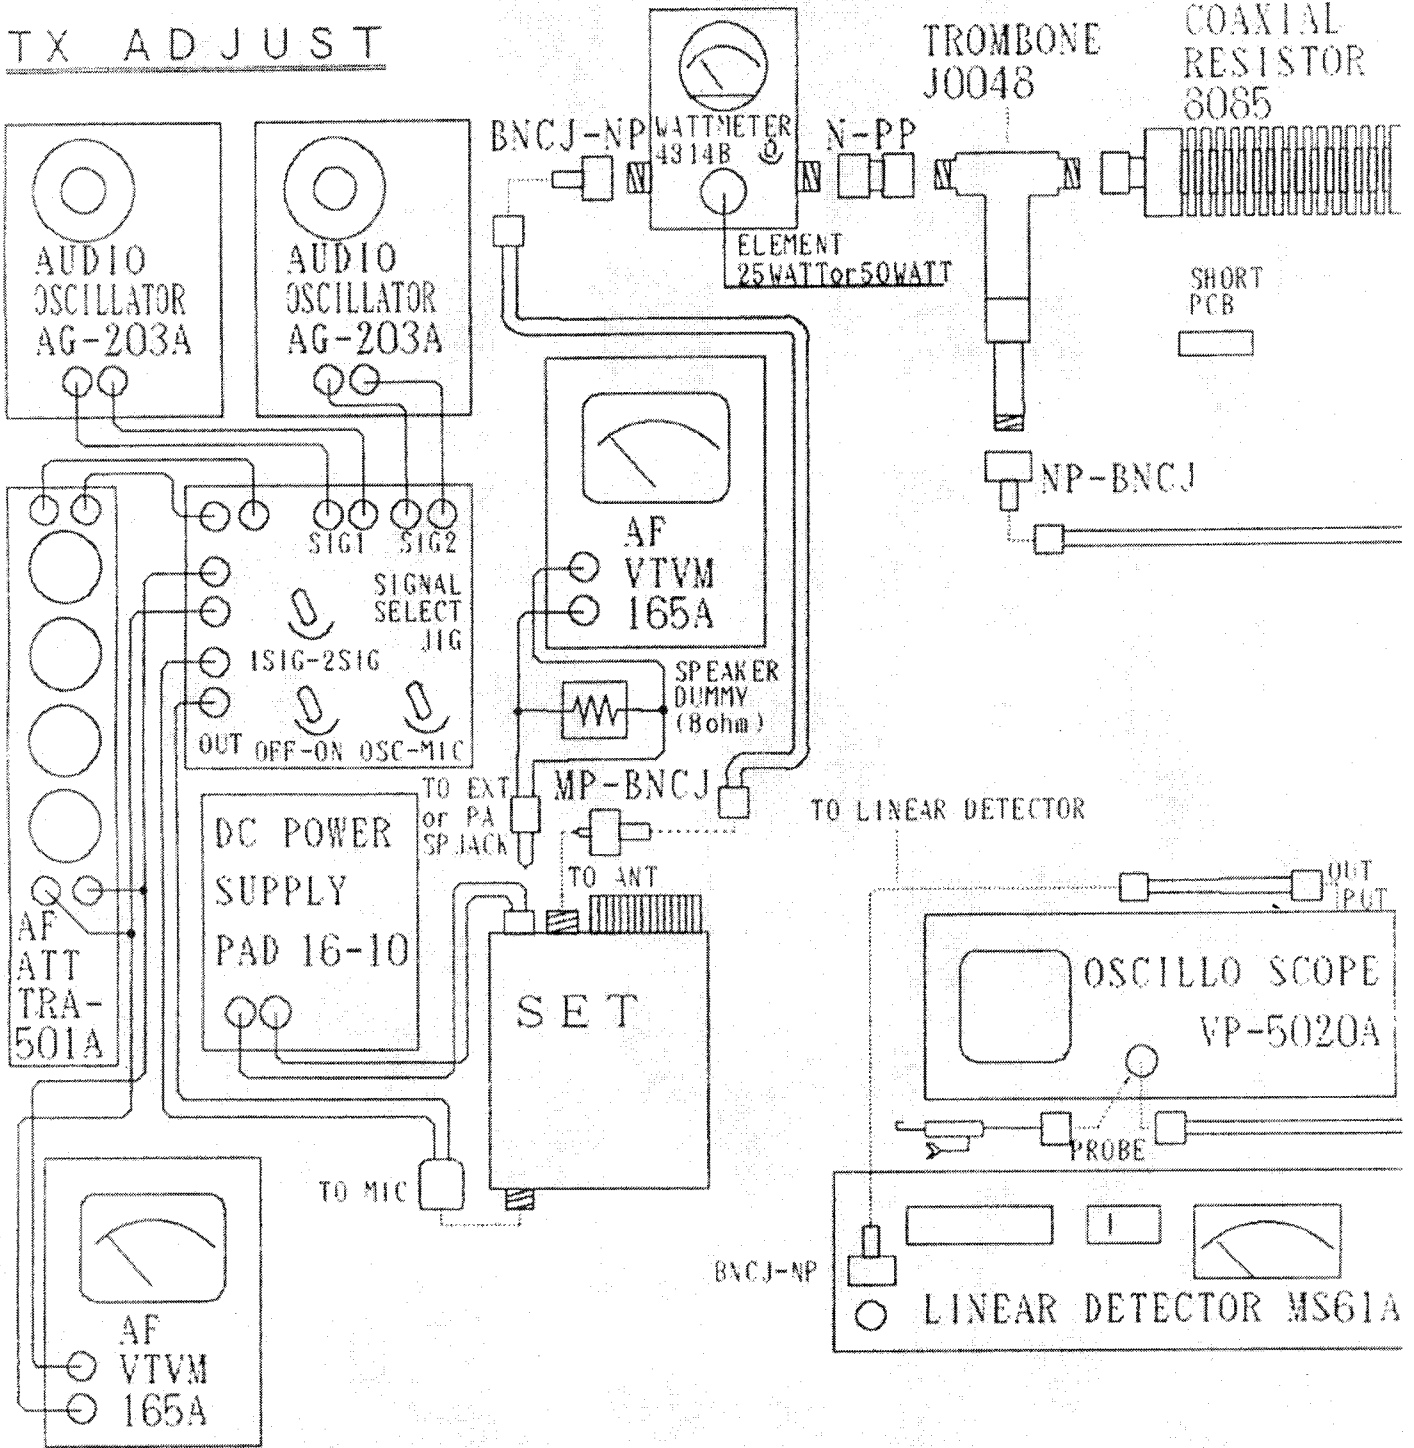 TX ADJUST
AUDIO
OSCILLATOR
AG-203A
AUDIO
OSCILLATOR
AG-203A
BNCJ-NP
WATTMETER
4314B
N-PP
TROMBONE
J0048
COAXIAL
RESISTOR
8085
ELEMENT
25WATTor50WATT
SHORT
PCB
NP-BNCJ
SIG1
SIG2
SIGNAL
SELECT
JIG
1SIG-2SIG
OUT
OFF-ON
OSC-MIC
AF
VTVM
165A
SPEAKER
DUMMY
(8ohm)
TO EXT
or PA
SPJACK
MP-BNCJ
TO ANT
TO LINEAR DETECTOR
DC POWER
SUPPLY
PAD 16-10
AF
ATT
TRA-
501A
SET
OUT
PUT
OSCILLO SCOPE
VP-5020A
PROBE
TO MIC
BNCJ-NP
LINEAR DETECTOR MS61A
AF
VTVM
165A